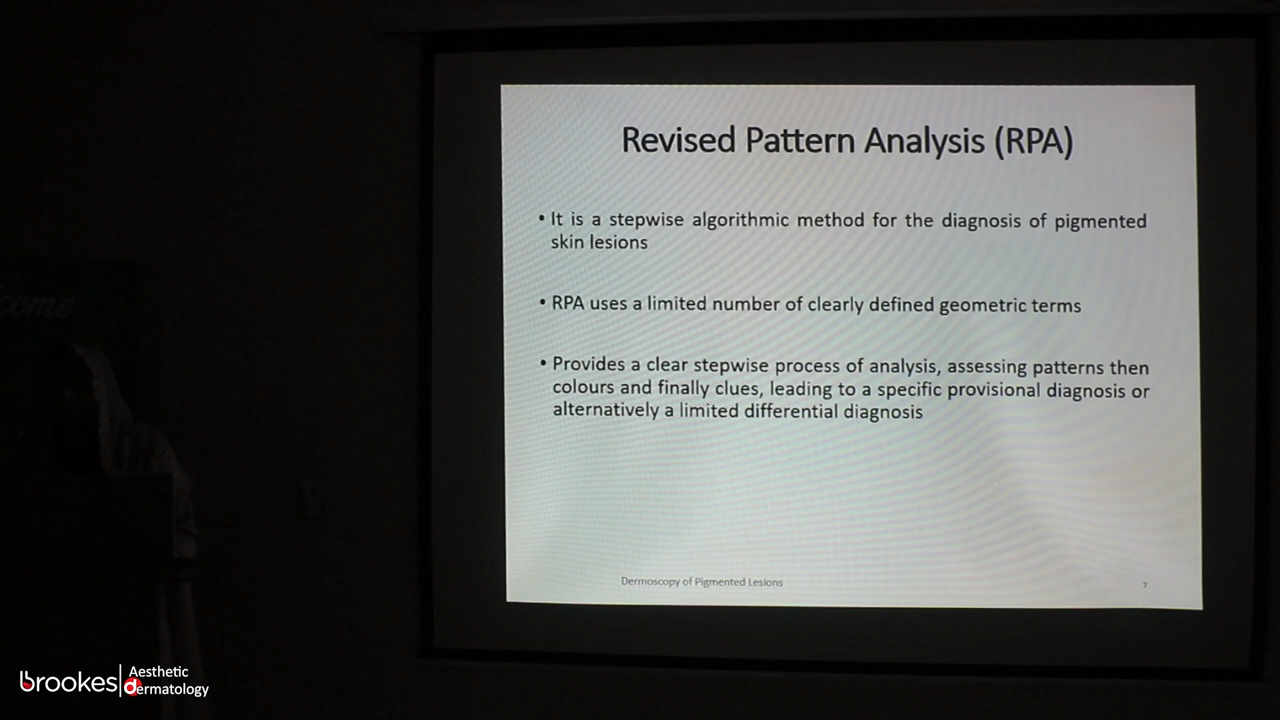 Revised Pattern Analysis (RPA)
• It is a stepwise algorithmic method for the diagnosis of pigmented
skin lesions
• RPA uses a limited number of clearly defined geometric terms
• Provides a clear stepwise process of analysis, assessing patterns then
colours and finally clues, leading to a specific provisional diagnosis or
alternatively a limited differential diagnosis
Dermoscopy of Pigmented Lesions
7
come
brookes
Aesthetic
dermatology